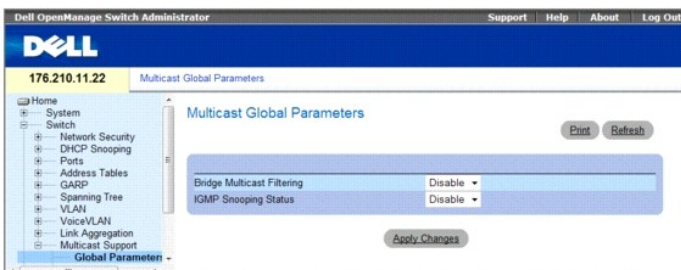 Dell OpenManage Switch Administrator Support Help About Log Out
DELL
176.210.11.22 Multicast Global Parameters
Home
System
Switch
Network Security
DHCP Snooping
Ports
Address Tables
GARP
Spanning Tree
VLAN
VoiceVLAN
Link Aggregation
Multicast Support
Global Parameters
Multicast Global Parameters
Print Refresh
Bridge Multicast Filtering Disable
IGMP Snooping Status Disable
Apply Changes